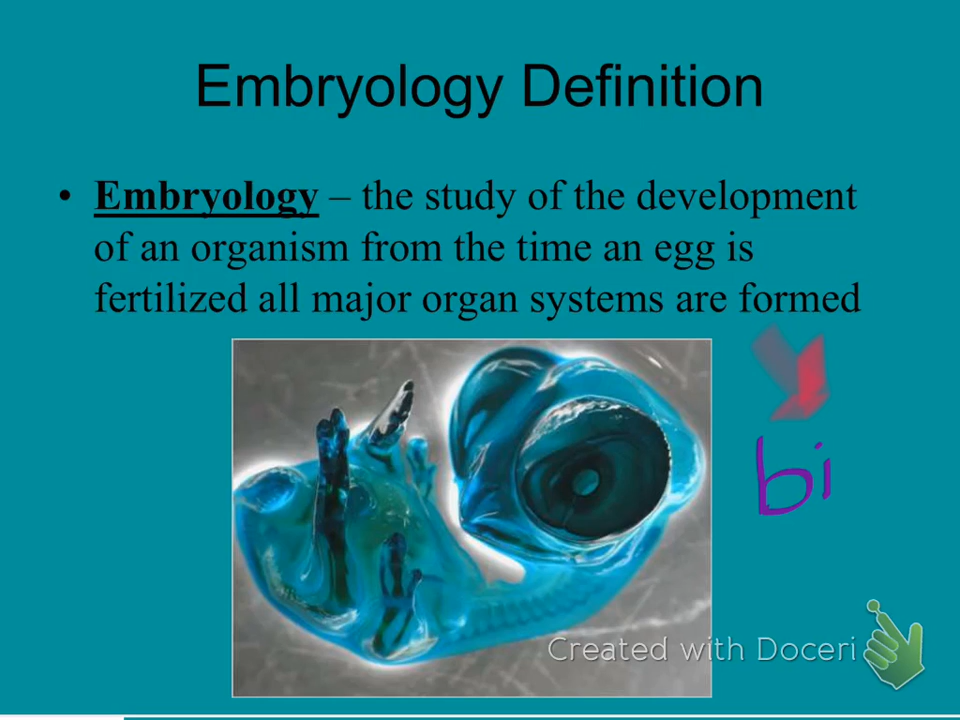 Embryology Definition
• Embryology – the study of the development
of an organism from the time an egg is
fertilized all major organ systems are formed
bi
Created with Doceri